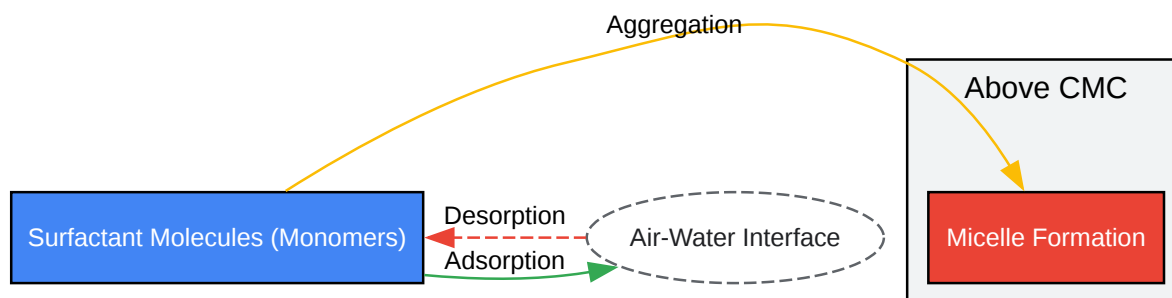 Aggregation
Above CMC
Surfactant Molecules (Monomers)
Desorption
Adsorption
Air-Water Interface
Micelle Formation